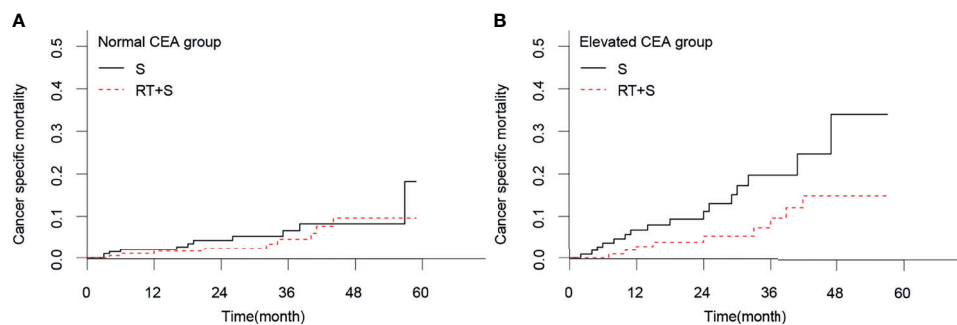 A
Normal CEA group
S
RT+S
Cancer specific mortality
0.5
0.4
0.3
0.2
0.1
0.0
0 12 24 36 48 60
Time(month)
B
Elevated CEA group
S
RT+S
Cancer specific mortality
0.5
0.4
0.3
0.2
0.1
0.0
0 12 24 36 48 60
Time(month)